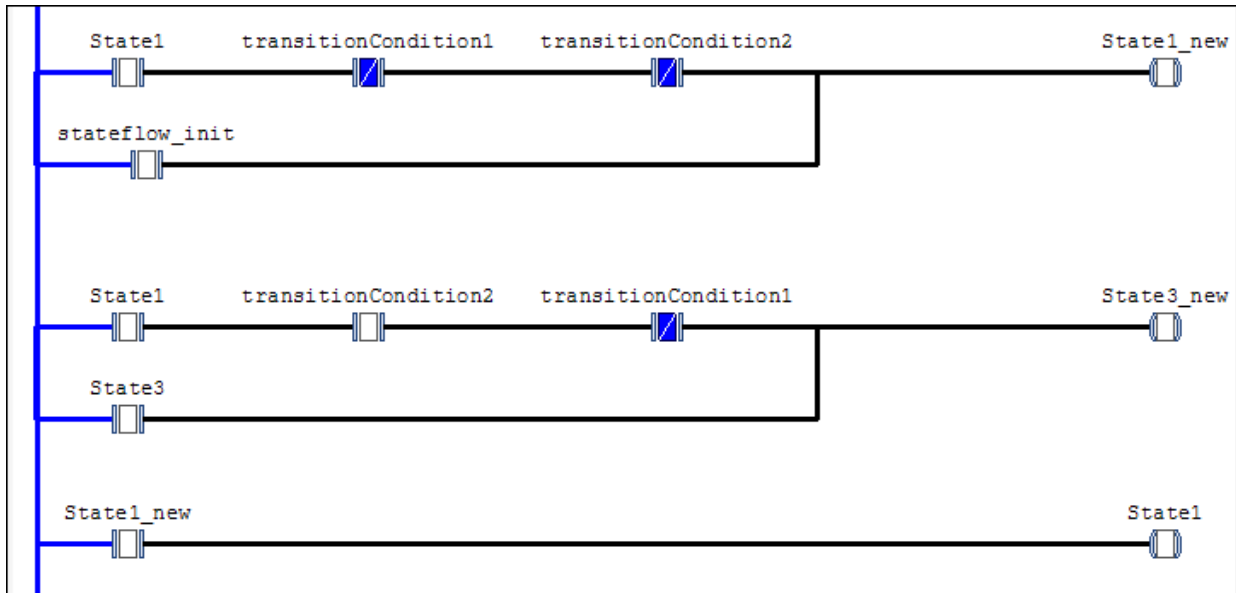 State1 transitionCondition1 transitionCondition2 State1_new
stateflow_init
State1 transitionCondition2 transitionCondition1 State3_new
State3
State1_new State1